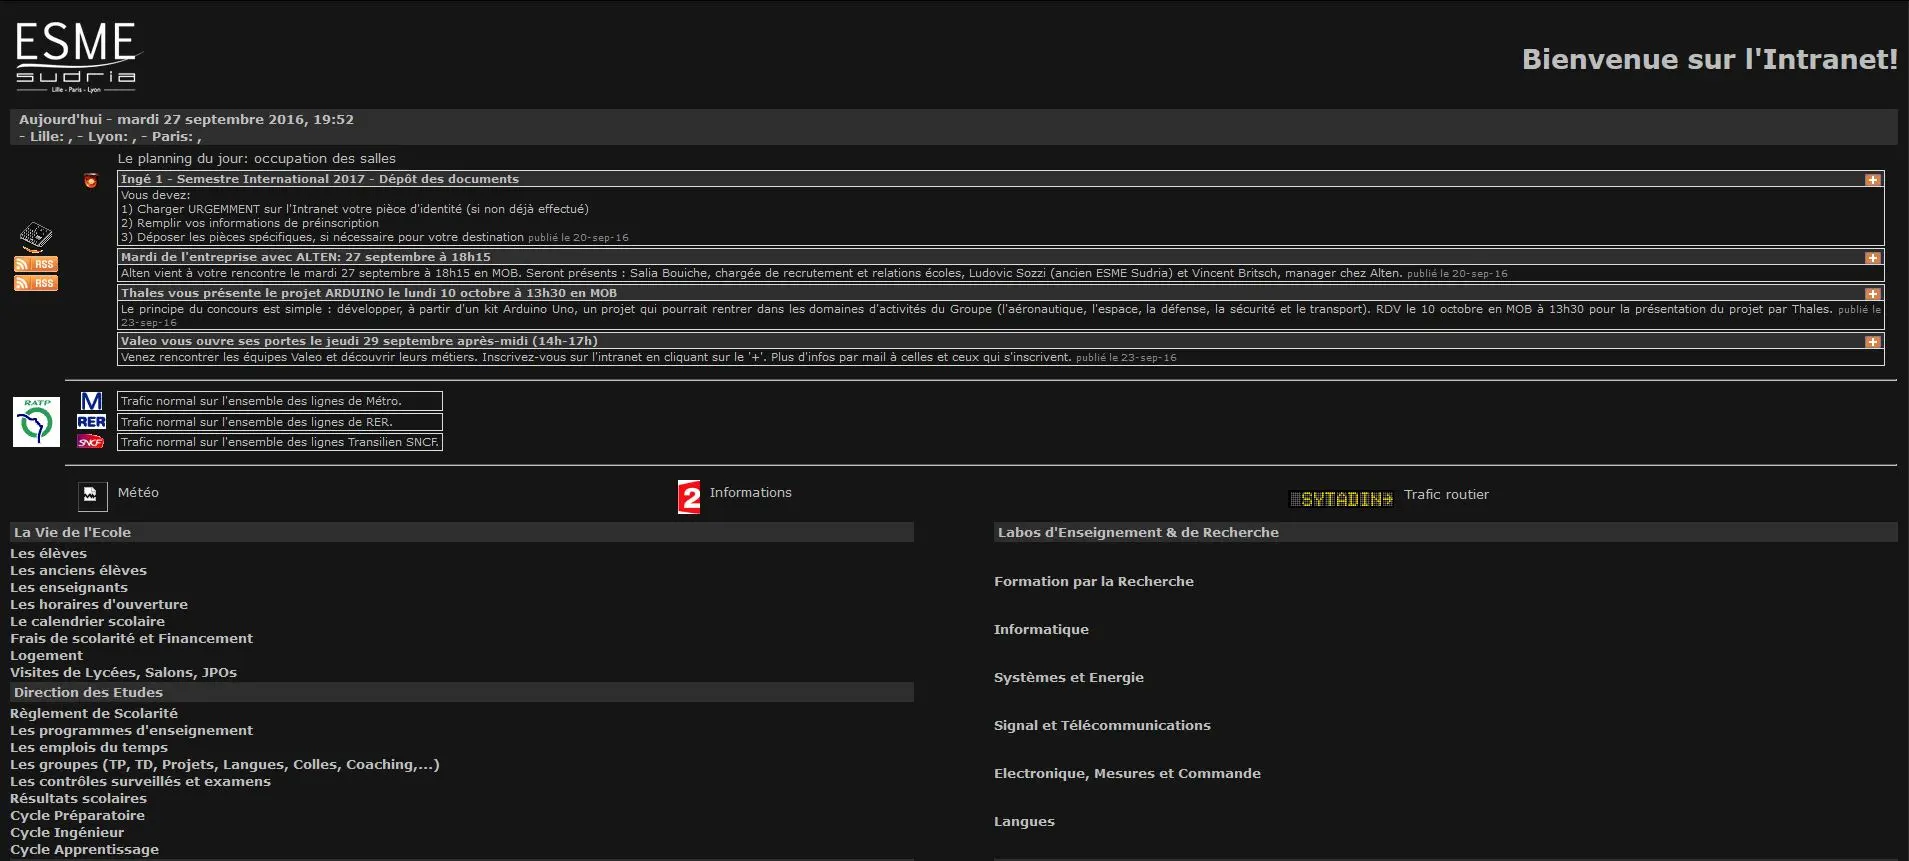 ESME
sudria
Lille - Paris - Lyon
Bienvenue sur l'Intranet!
Aujourd'hui - mardi 27 septembre 2016, 19:52
- Lille: , - Lyon: , - Paris: ,
Le planning du jour: occupation des salles
Ingé 1 - Semestre International 2017 - Dépôt des documents
Vous devez:
1) Charger URGEMMENT sur l'Intranet votre pièce d'identité (si non déjà effectué)
2) Remplir vos informations de préinscription
3) Déposer les pièces spécifiques, si nécessaire pour votre destination publié le 20-sep-16
RSS
RSS
Mardi de l'entreprise avec ALTEN: 27 septembre à 18h15
Alten vient à votre rencontre le mardi 27 septembre à 18h15 en MOB. Seront présents : Salia Bouiche, chargée de recrutement et relations écoles, Ludovic Sozzi (ancien ESME Sudria) et Vincent Britsch, manager chez Alten. publié le 20-sep-16
Thales vous présente le projet ARDUINO le lundi 10 octobre à 13h30 en MOB
Le principe du concours est simple : développer, à partir d'un kit Arduino Uno, un projet qui pourrait rentrer dans les domaines d'activités du Groupe (l'aéronautique, l'espace, la défense, la sécurité et le transport). RDV le 10 octobre en MOB à 13h30 pour la présentation du projet par Thales. publié le
23-sep-16
Valeo vous ouvre ses portes le jeudi 29 septembre après-midi (14h-17h)
Venez rencontrer les équipes Valeo et découvrir leurs métiers. Inscrivez-vous sur l'intranet en cliquant sur le '+'. Plus d'infos par mail à celles et ceux qui s'inscrivent. publié le 23-sep-16
RATP
M Trafic normal sur l'ensemble des lignes de Métro.
RER Trafic normal sur l'ensemble des lignes de RER.
SNCF Trafic normal sur l'ensemble des lignes Transilien SNCF.
Météo
2 Informations
SYTADIN Trafic routier
La Vie de l'Ecole
Les élèves
Les anciens élèves
Les enseignants
Les horaires d'ouverture
Le calendrier scolaire
Frais de scolarité et Financement
Logement
Visites de Lycées, Salons, JPOs
Direction des Etudes
Règlement de Scolarité
Les programmes d'enseignement
Les emplois du temps
Les groupes (TP, TD, Projets, Langues, Colles, Coaching,...)
Les contrôles surveillés et examens
Résultats scolaires
Cycle Préparatoire
Cycle Ingénieur
Cycle Apprentissage
Labos d'Enseignement & de Recherche
Formation par la Recherche
Informatique
Systèmes et Energie
Signal et Télécommunications
Electronique, Mesures et Commande
Langues